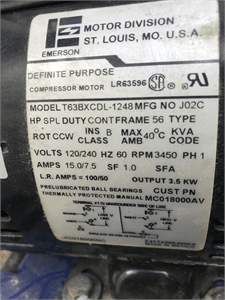 MOTOR DIVISION
ST. LOUIS, MO. U.S.A.
EMERSON
DEFINITE PURPOSE
COMPRESSOR MOTOR LR63596 SA
MODEL T63BXCDL-1248 MFG NO J02C
HP SPL DUTY CONT FRAME 56 TYPE
ROT CCW INS CLASS B MAX AMB 40°C KVA CODE
VOLTS 120/240 HZ 60 RPM 3450 PH 1
AMPS 15.0/7.5 SF 1.0 SFA
L.R. AMPS = 100/50 OUTPUT 3.5 KW
PRELUBRICATED BALL BEARINGS CUST PN
THERMALLY PROTECTED MANUAL MC018000AV